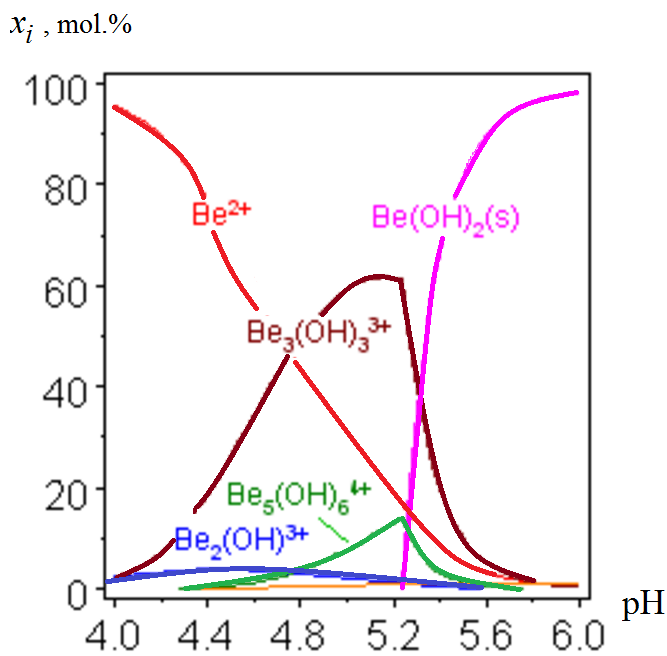 xᵢ , mol.%
100
80
60
40
20
0
Be²⁺
Be(OH)₂(s)
Be₃(OH)₃³⁺
Be₅(OH)₆⁴⁺
Be₂(OH)³⁺
4.0 4.4 4.8 5.2 5.6 6.0
pH